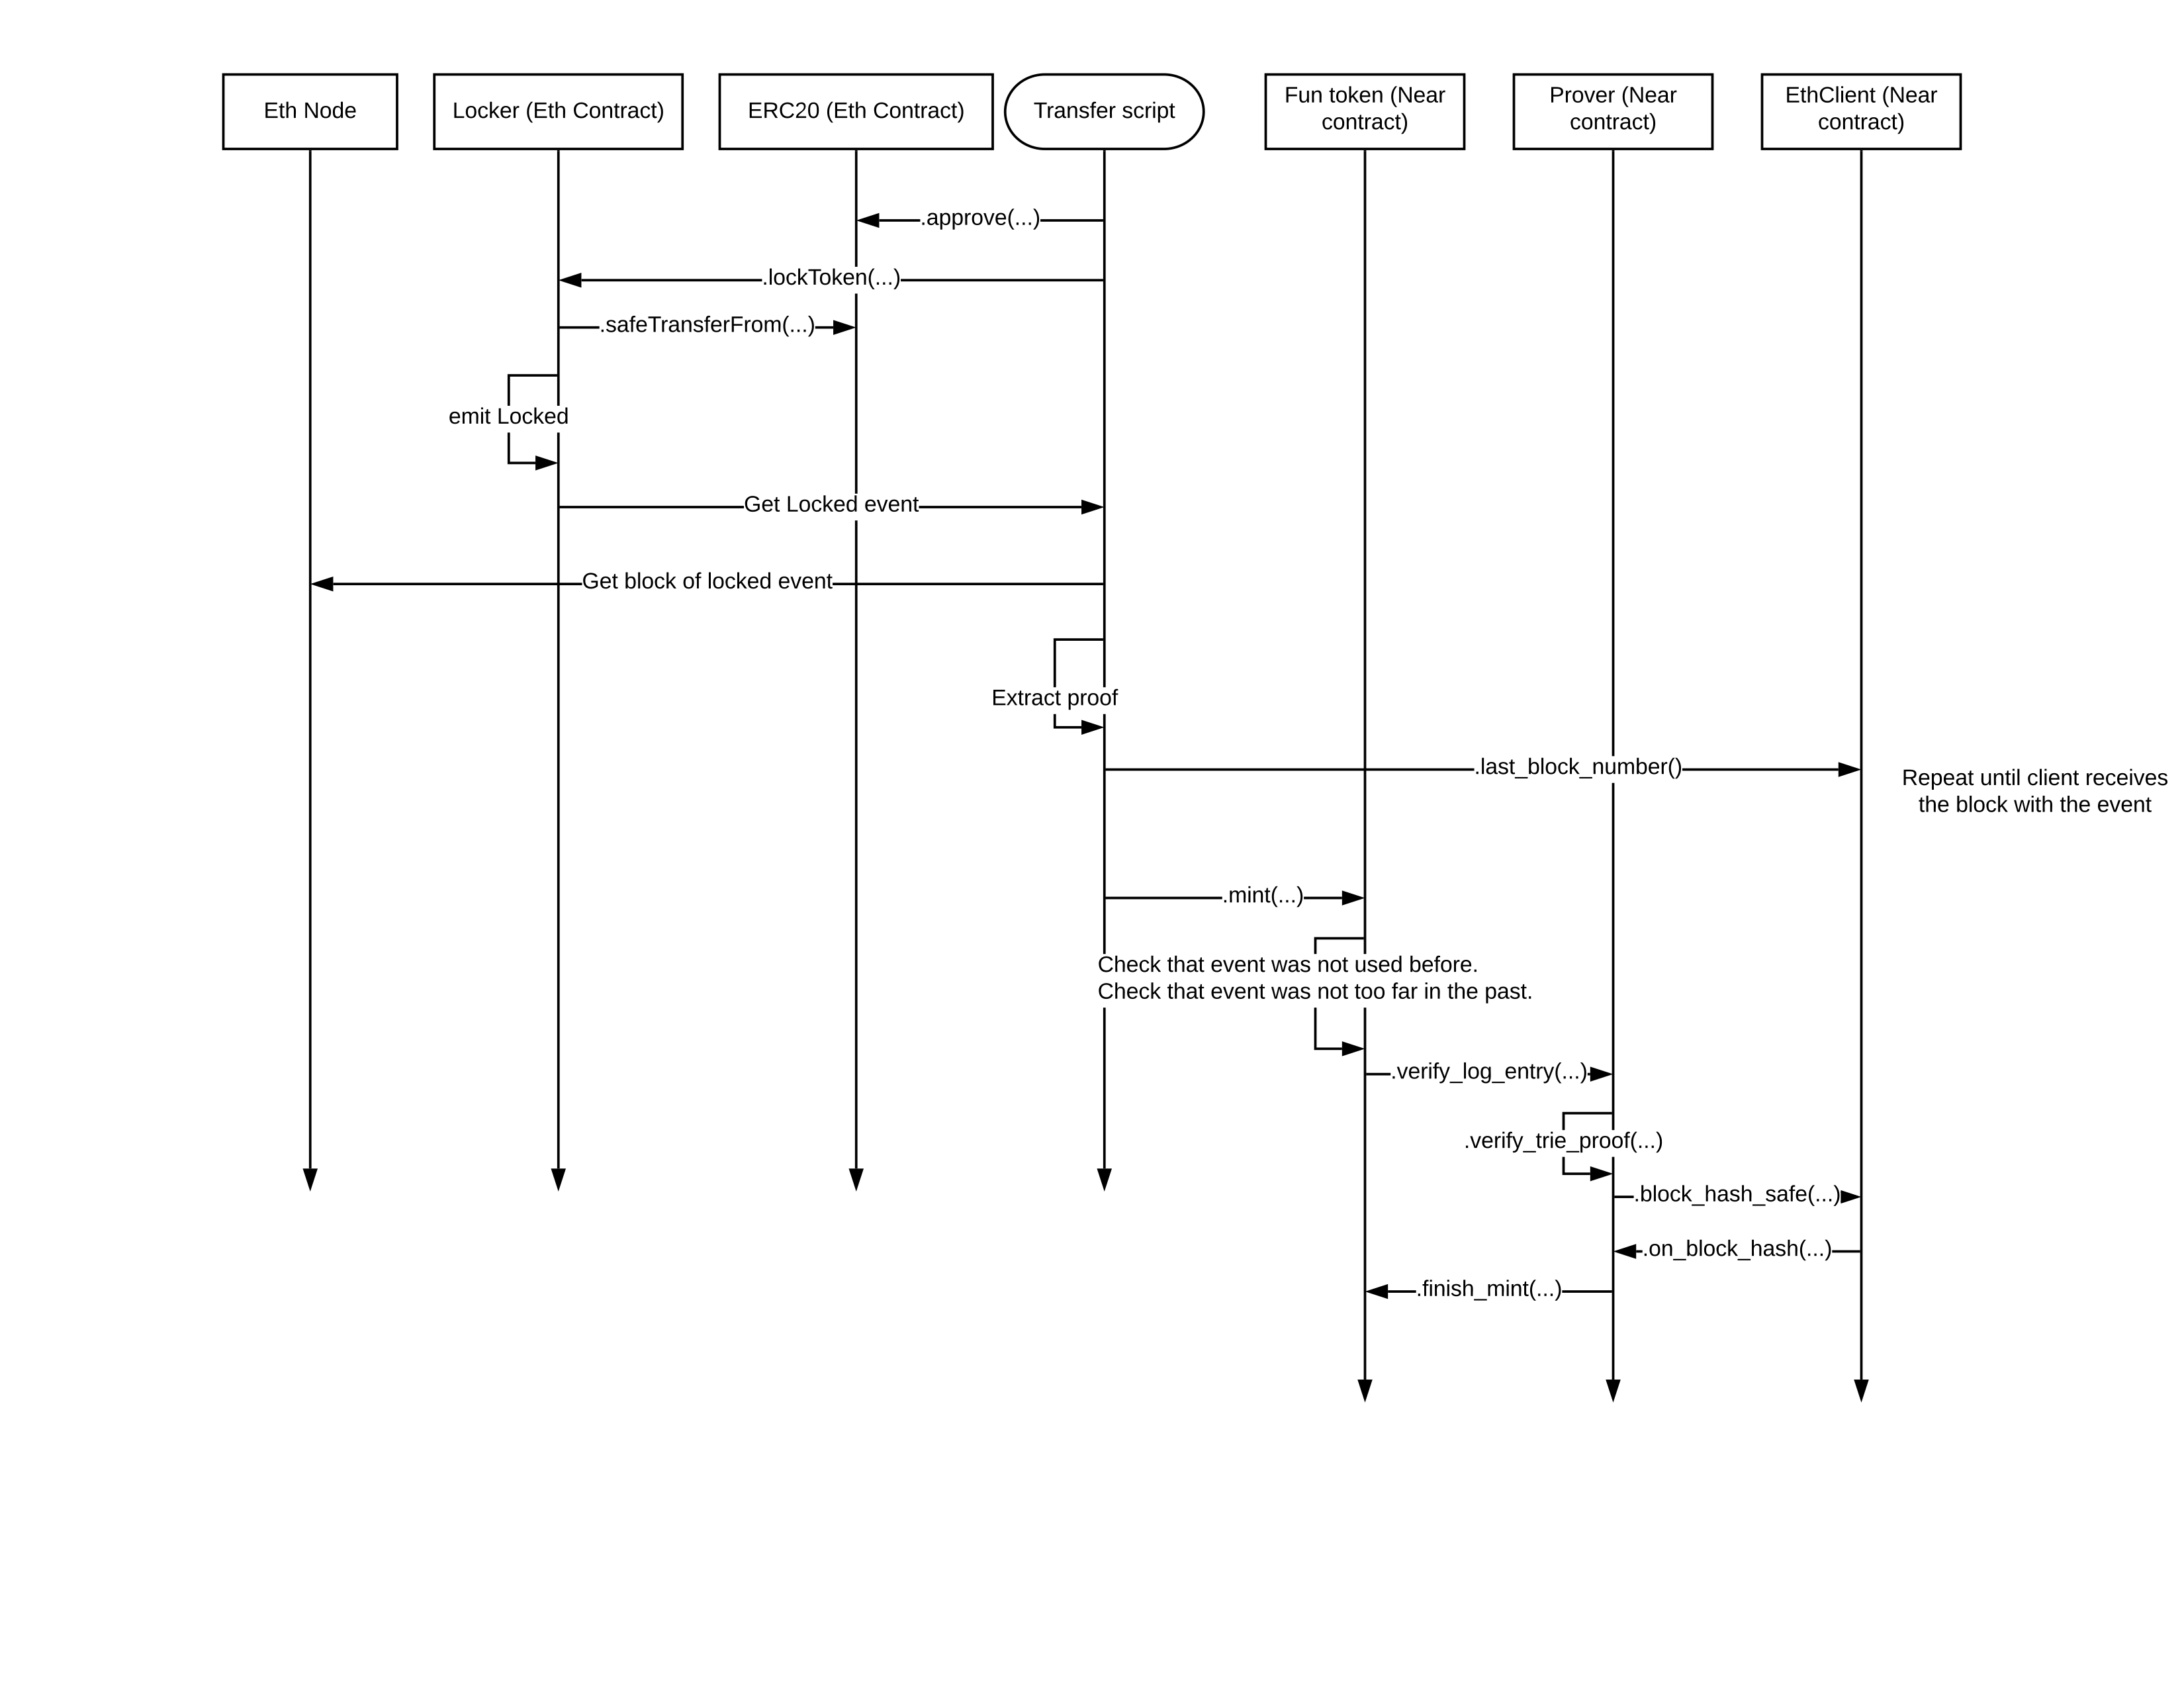 Eth Node
Locker (Eth Contract)
ERC20 (Eth Contract)
Transfer script
Fun token (Near
contract)
Prover (Near
contract)
EthClient (Near
contract)
.approve(...)
.lockToken(...)
.safeTransferFrom(...)
emit Locked
Get Locked event
Get block of locked event
Extract proof
.last_block_number()
Repeat until client receives
the block with the event
.mint(...)
Check that event was not used before.
Check that event was not too far in the past.
.verify_log_entry(...)
.verify_trie_proof(...)
.block_hash_safe(...)
.on_block_hash(...)
.finish_mint(...)